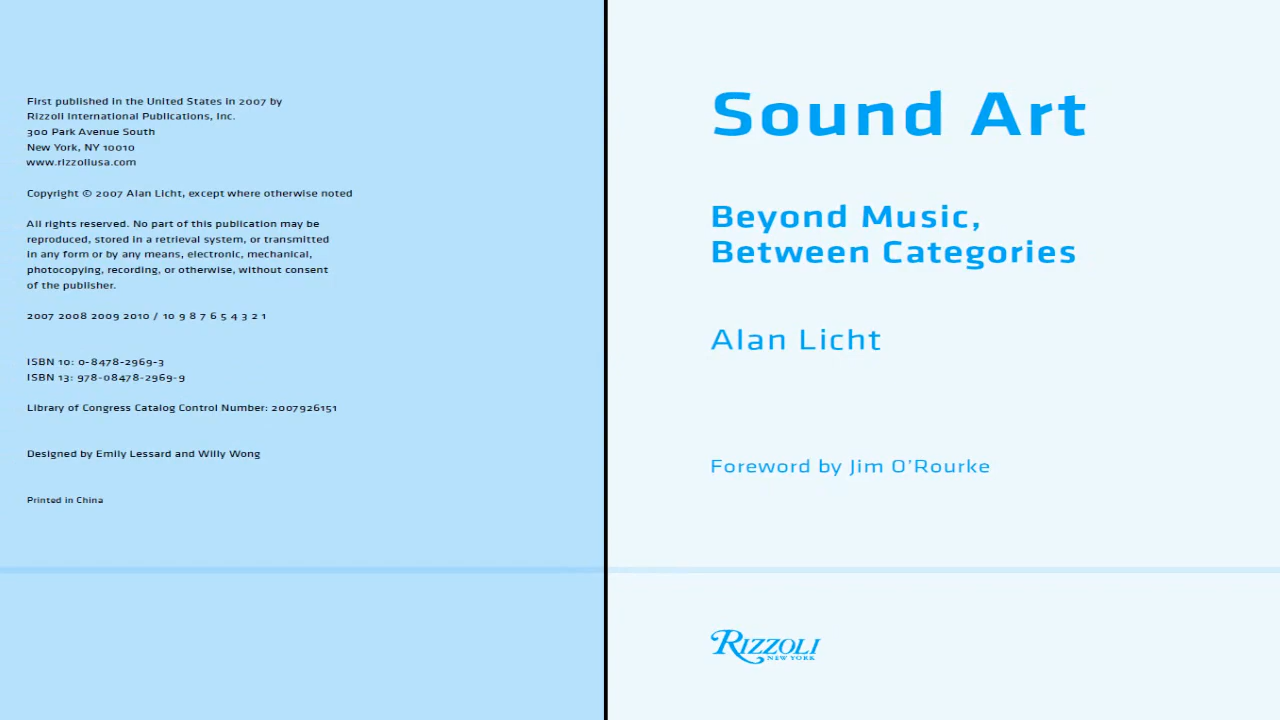 First published in the United States in 2007 by
Rizzoli International Publications, Inc.
300 Park Avenue South
New York, NY 10010
www.rizzoliusa.com
Copyright © 2007 Alan Licht, except where otherwise noted
All rights reserved. No part of this publication may be
reproduced, stored in a retrieval system, or transmitted
in any form or by any means, electronic, mechanical,
photocopying, recording, or otherwise, without consent
of the publisher.
2007 2008 2009 2010 / 10 9 8 7 6 5 4 3 2 1
ISBN 10: 0-8478-2969-3
ISBN 13: 978-08478-2969-9
Library of Congress Catalog Control Number: 2007926151
Designed by Emily Lessard and Willy Wong
Printed in China
Sound Art
Beyond Music,
Between Categories
Alan Licht
Foreword by Jim O'Rourke
RIZZOLI
NEW YORK